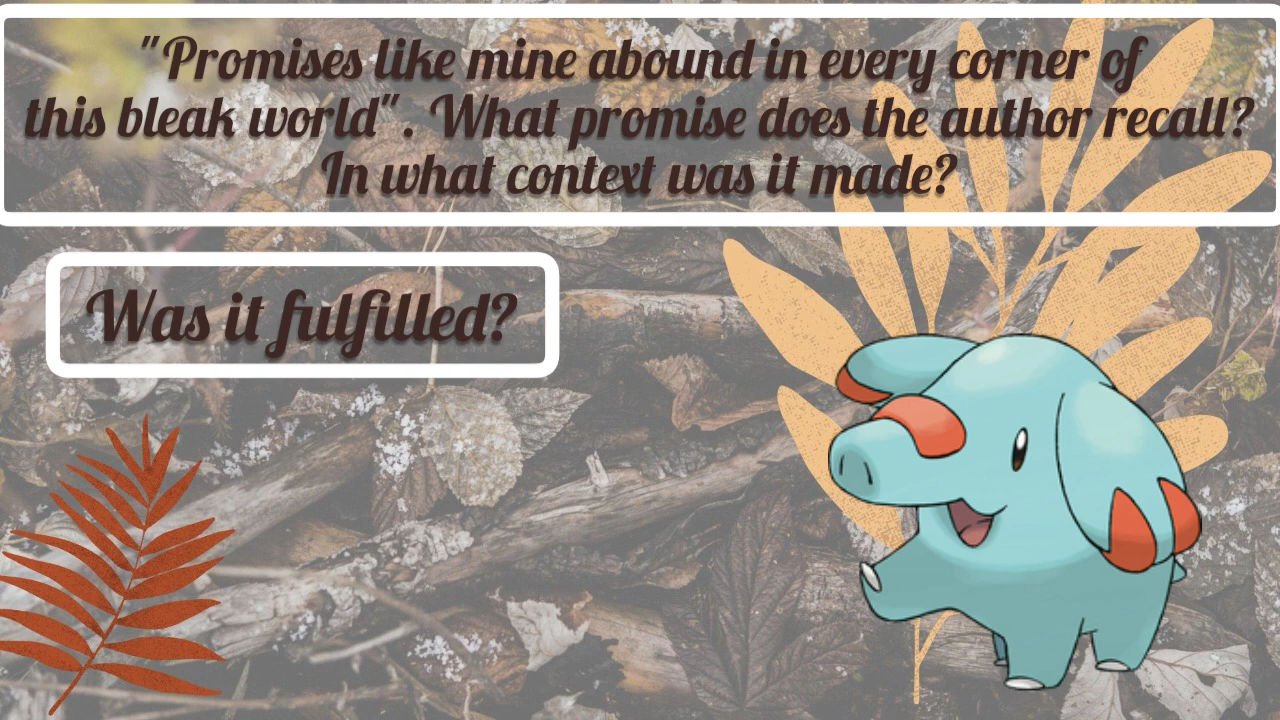 "Promises like mine abound in every corner of
this bleak world". What promise does the author recall?
In what context was it made?
Was it fulfilled?